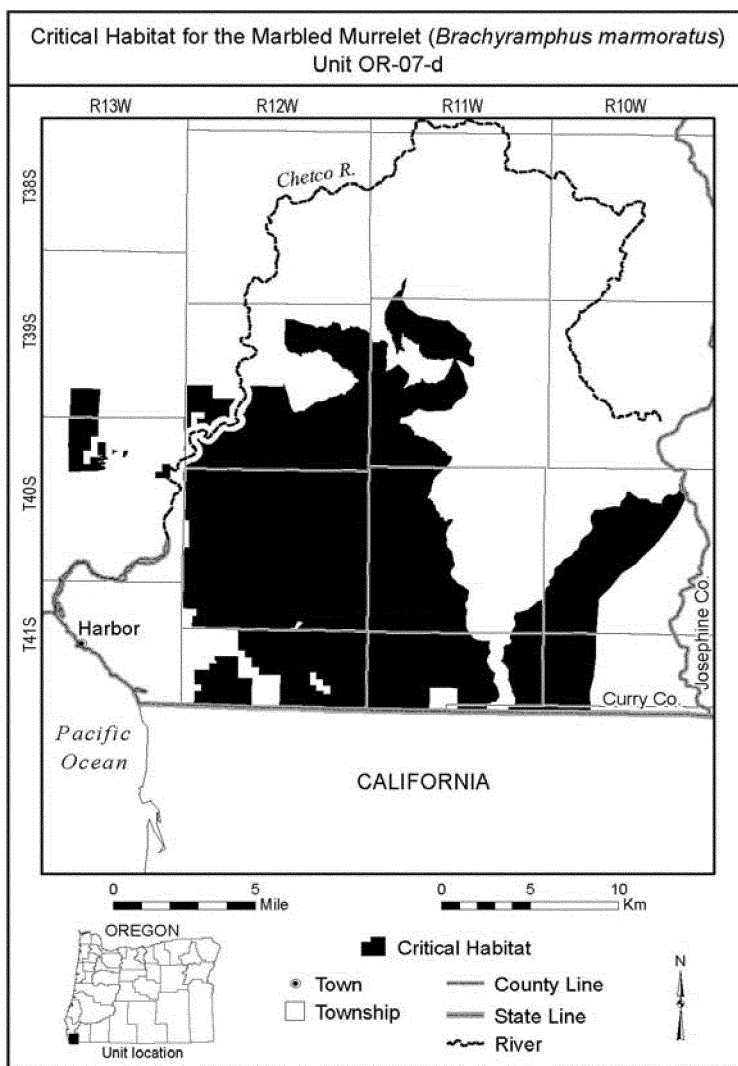 Critical Habitat for the Marbled Murrelet (Brachyramphus marmoratus)
Unit OR-07-d
R13W
R12W
R11W
R10W
T38S
T39S
T40S
T41S
Chetco R.
Harbor
Josephine Co.
Curry Co.
Pacific
Ocean
CALIFORNIA
0
5
Mile
0
5
10
Km
OREGON
Unit location
Critical Habitat
Town
Township
County Line
State Line
River
N